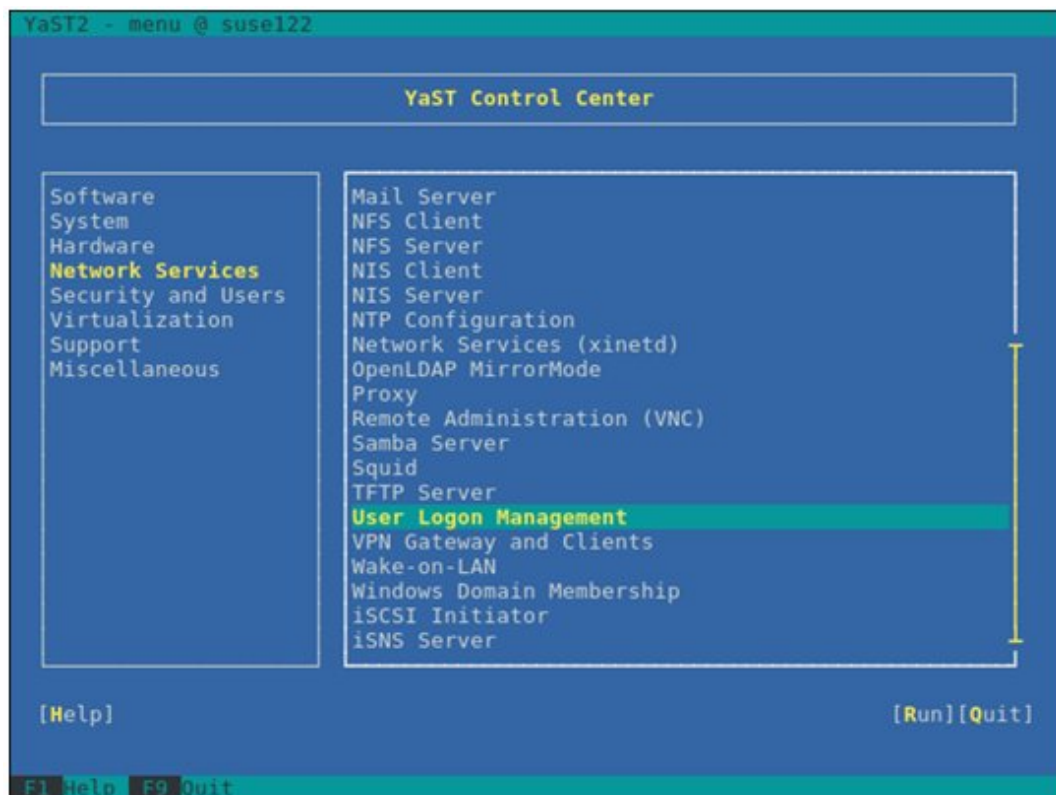 YaST2 - menu @ suse122
YaST Control Center
Software
System
Hardware
Network Services
Security and Users
Virtualization
Support
Miscellaneous
Mail Server
NFS Client
NFS Server
NIS Client
NIS Server
NTP Configuration
Network Services (xinetd)
OpenLDAP MirrorMode
Proxy
Remote Administration (VNC)
Samba Server
Squid
TFTP Server
User Logon Management
VPN Gateway and Clients
Wake-on-LAN
Windows Domain Membership
iSCSI Initiator
iSNS Server
[Help] [Run][Quit]
F1 Help F9 Quit